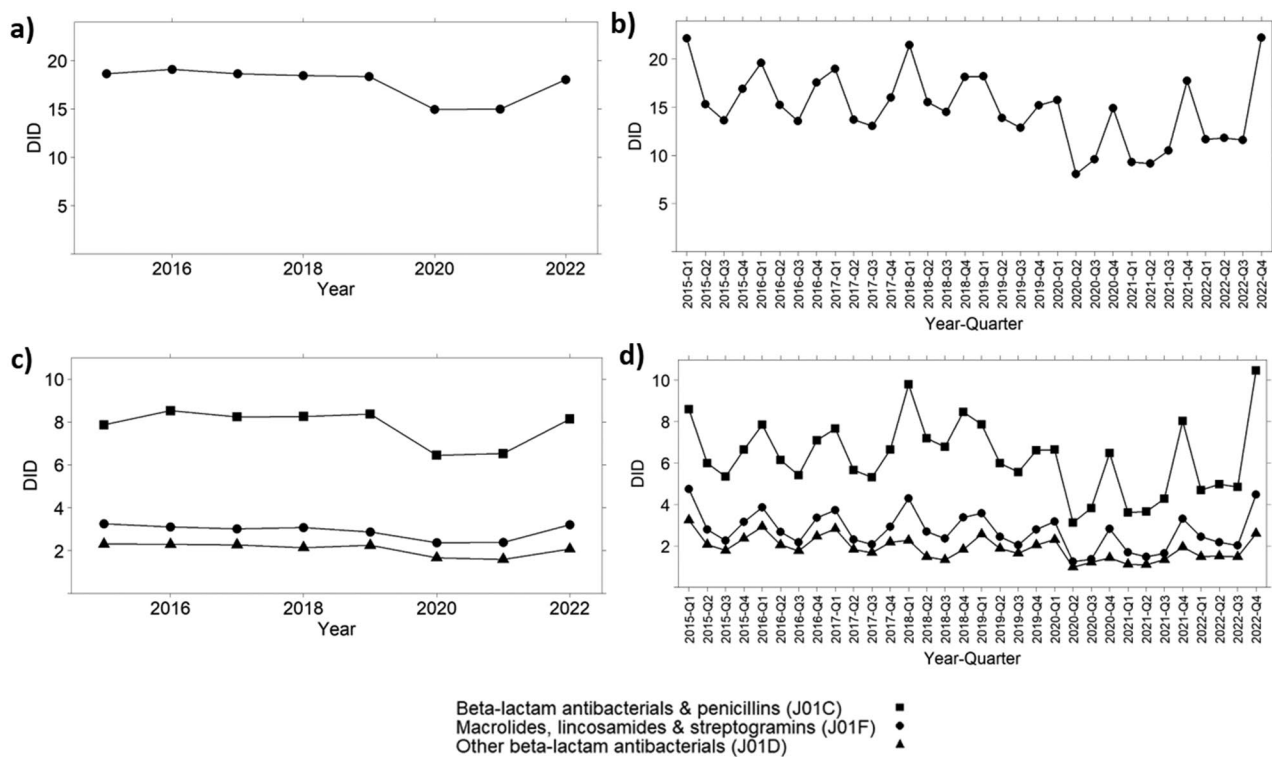 a)
20
15
10
5
DID
2016
2018
2020
2022
Year
b)
20
15
10
5
DID
2015-Q1
2015-Q2
2015-Q3
2015-Q4
2016-Q1
2016-Q2
2016-Q3
2016-Q4
2017-Q1
2017-Q2
2017-Q3
2017-Q4
2018-Q1
2018-Q2
2018-Q3
2018-Q4
2019-Q1
2019-Q2
2019-Q3
2019-Q4
2020-Q1
2020-Q2
2020-Q3
2020-Q4
2021-Q1
2021-Q2
2021-Q3
2021-Q4
2022-Q1
2022-Q2
2022-Q3
2022-Q4
Year-Quarter
c)
10
8
6
4
2
DID
2016
2018
2020
2022
Year
d)
10
8
6
4
2
DID
2015-Q1
2015-Q2
2015-Q3
2015-Q4
2016-Q1
2016-Q2
2016-Q3
2016-Q4
2017-Q1
2017-Q2
2017-Q3
2017-Q4
2018-Q1
2018-Q2
2018-Q3
2018-Q4
2019-Q1
2019-Q2
2019-Q3
2019-Q4
2020-Q1
2020-Q2
2020-Q3
2020-Q4
2021-Q1
2021-Q2
2021-Q3
2021-Q4
2022-Q1
2022-Q2
2022-Q3
2022-Q4
Year-Quarter
Beta-lactam antibacterials & penicillins (J01C)
Macrolides, lincosamides & streptogramins (J01F)
Other beta-lactam antibacterials (J01D)